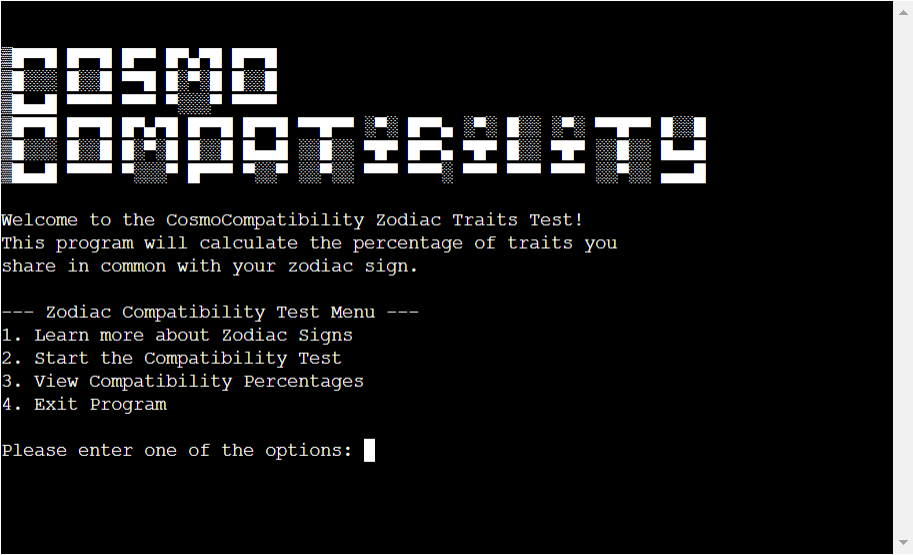 COSMO
COMPATIBILITY
Welcome to the CosmoCompatibility Zodiac Traits Test!
This program will calculate the percentage of traits you
share in common with your zodiac sign.
--- Zodiac Compatibility Test Menu ---
1. Learn more about Zodiac Signs
2. Start the Compatibility Test
3. View Compatibility Percentages
4. Exit Program
Please enter one of the options: